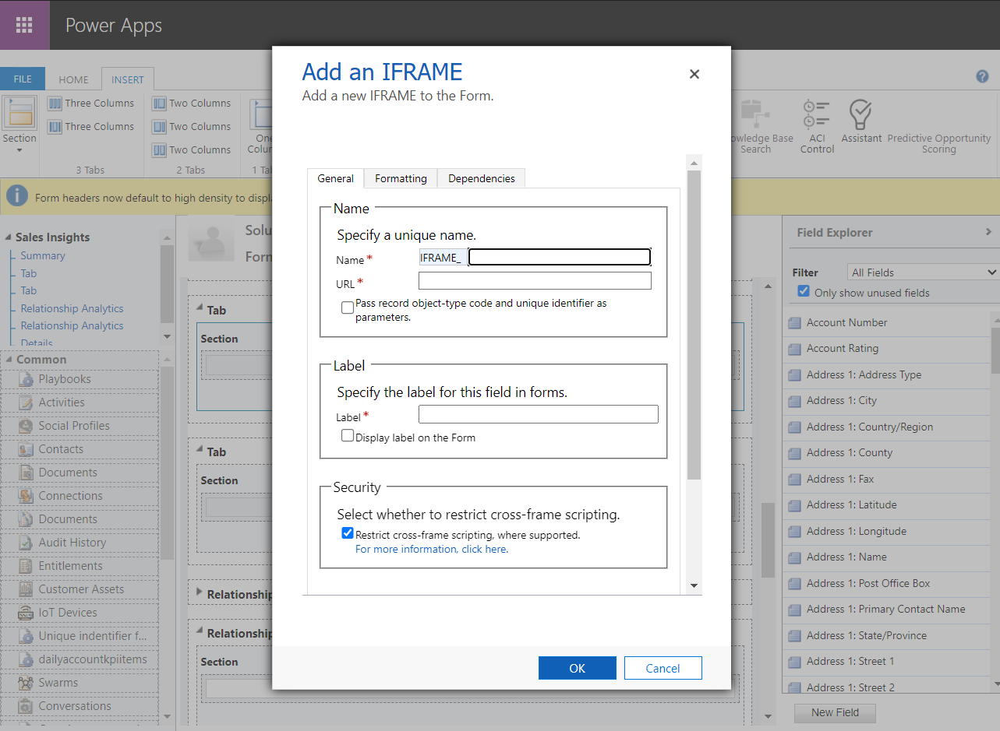 Power Apps
FILE
HOME
INSERT
Section
Three Columns
Three Columns
3 Tabs
Two Columns
Two Columns
Two Columns
2 Tabs
One
Colum
1 Ta
Knowledge Base
Search
ACI
Control
Assistant
Predictive Opportunity
Scoring
Form headers now default to high density to displa
Sales Insights
Summary
Tab
Tab
Relationship Analytics
Relationship Analytics
Details
Common
Playbooks
Activities
Social Profiles
Contacts
Documents
Connections
Documents
Audit History
Entitlements
Customer Assets
IoT Devices
Unique indentifier f...
dailyaccountkpiitems
Swarms
Conversations
Solu
Form
Tab
Section
Tab
Section
Relationship
Relationship
Section
Add an IFRAME
Add a new IFRAME to the Form.
General
Formatting
Dependencies
Name
Specify a unique name.
Name *
IFRAME_
URL *
Pass record object-type code and unique identifier as
parameters.
Label
Specify the label for this field in forms.
Label *
Display label on the Form
Security
Select whether to restrict cross-frame scripting.
Restrict cross-frame scripting, where supported.
For more information, click here.
OK
Cancel
Field Explorer
Filter
All Fields
Only show unused fields
Account Number
Account Rating
Address 1: Address Type
Address 1: City
Address 1: Country/Region
Address 1: County
Address 1: Fax
Address 1: Latitude
Address 1: Longitude
Address 1: Name
Address 1: Post Office Box
Address 1: Primary Contact Name
Address 1: State/Province
Address 1: Street 1
Address 1: Street 2
New Field